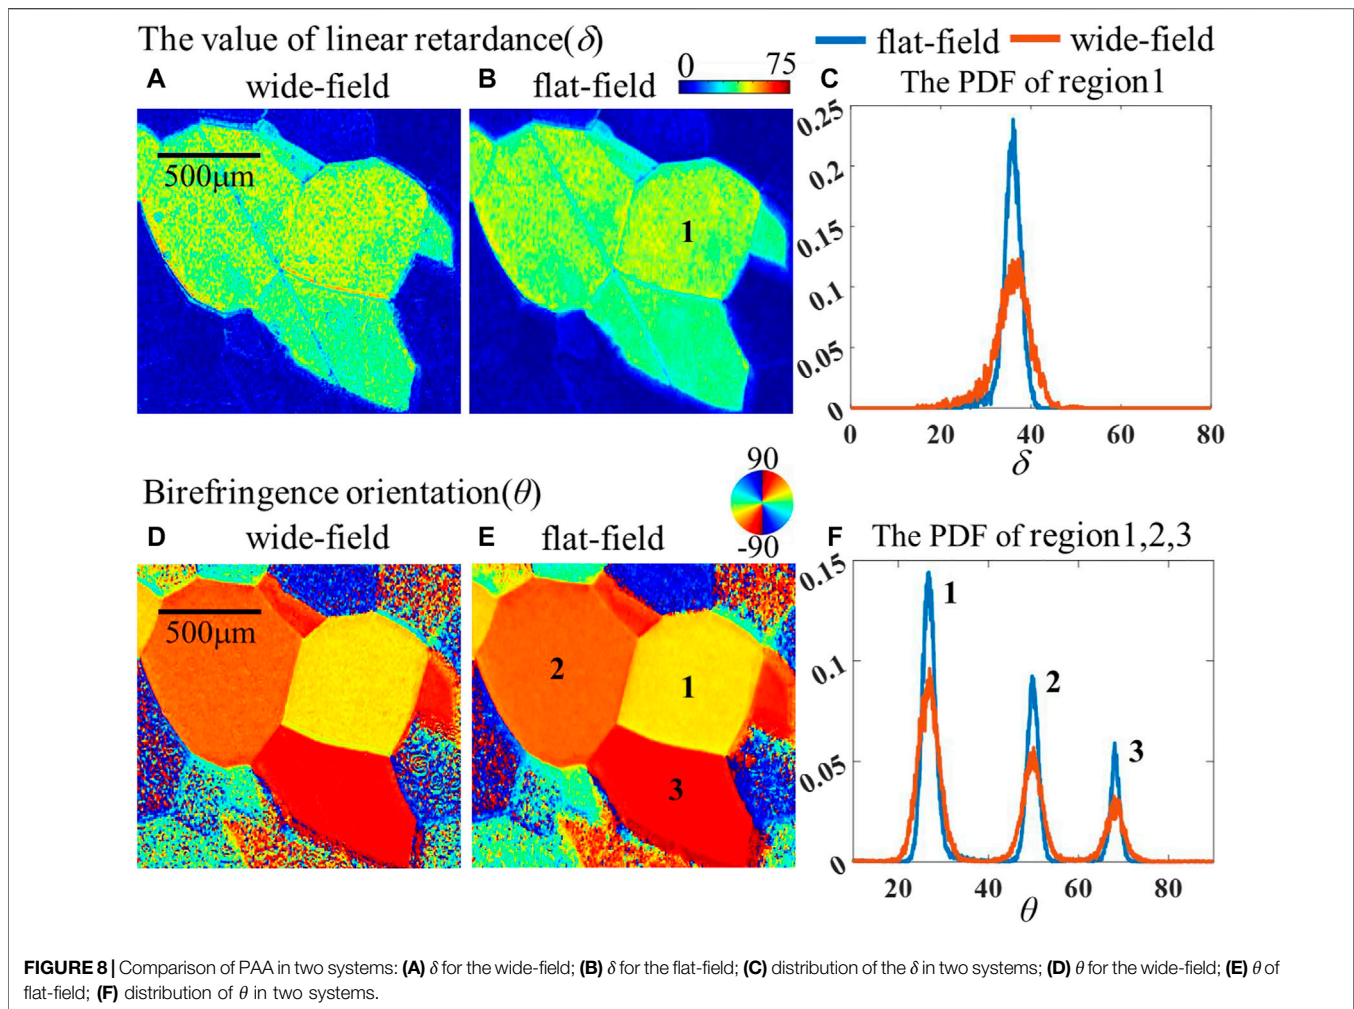 The value of linear retardance(δ)
flat-field
wide-field
A
wide-field
B
flat-field
0
75
C
The PDF of region1
500μm
1
0.25
0.2
0.15
0.1
0.05
0
0 20 40 60 80
δ
Birefringence orientation(θ)
90
-90
D
wide-field
E
flat-field
F
The PDF of region1,2,3
500μm
2
1
3
0.15
0.1
0.05
0
1
2
3
20 40 60 80
θ
FIGURE 8 | Comparison of PAA in two systems: (A) δ for the wide-field; (B) δ for the flat-field; (C) distribution of the δ in two systems; (D) θ for the wide-field; (E) θ of
flat-field; (F) distribution of θ in two systems.